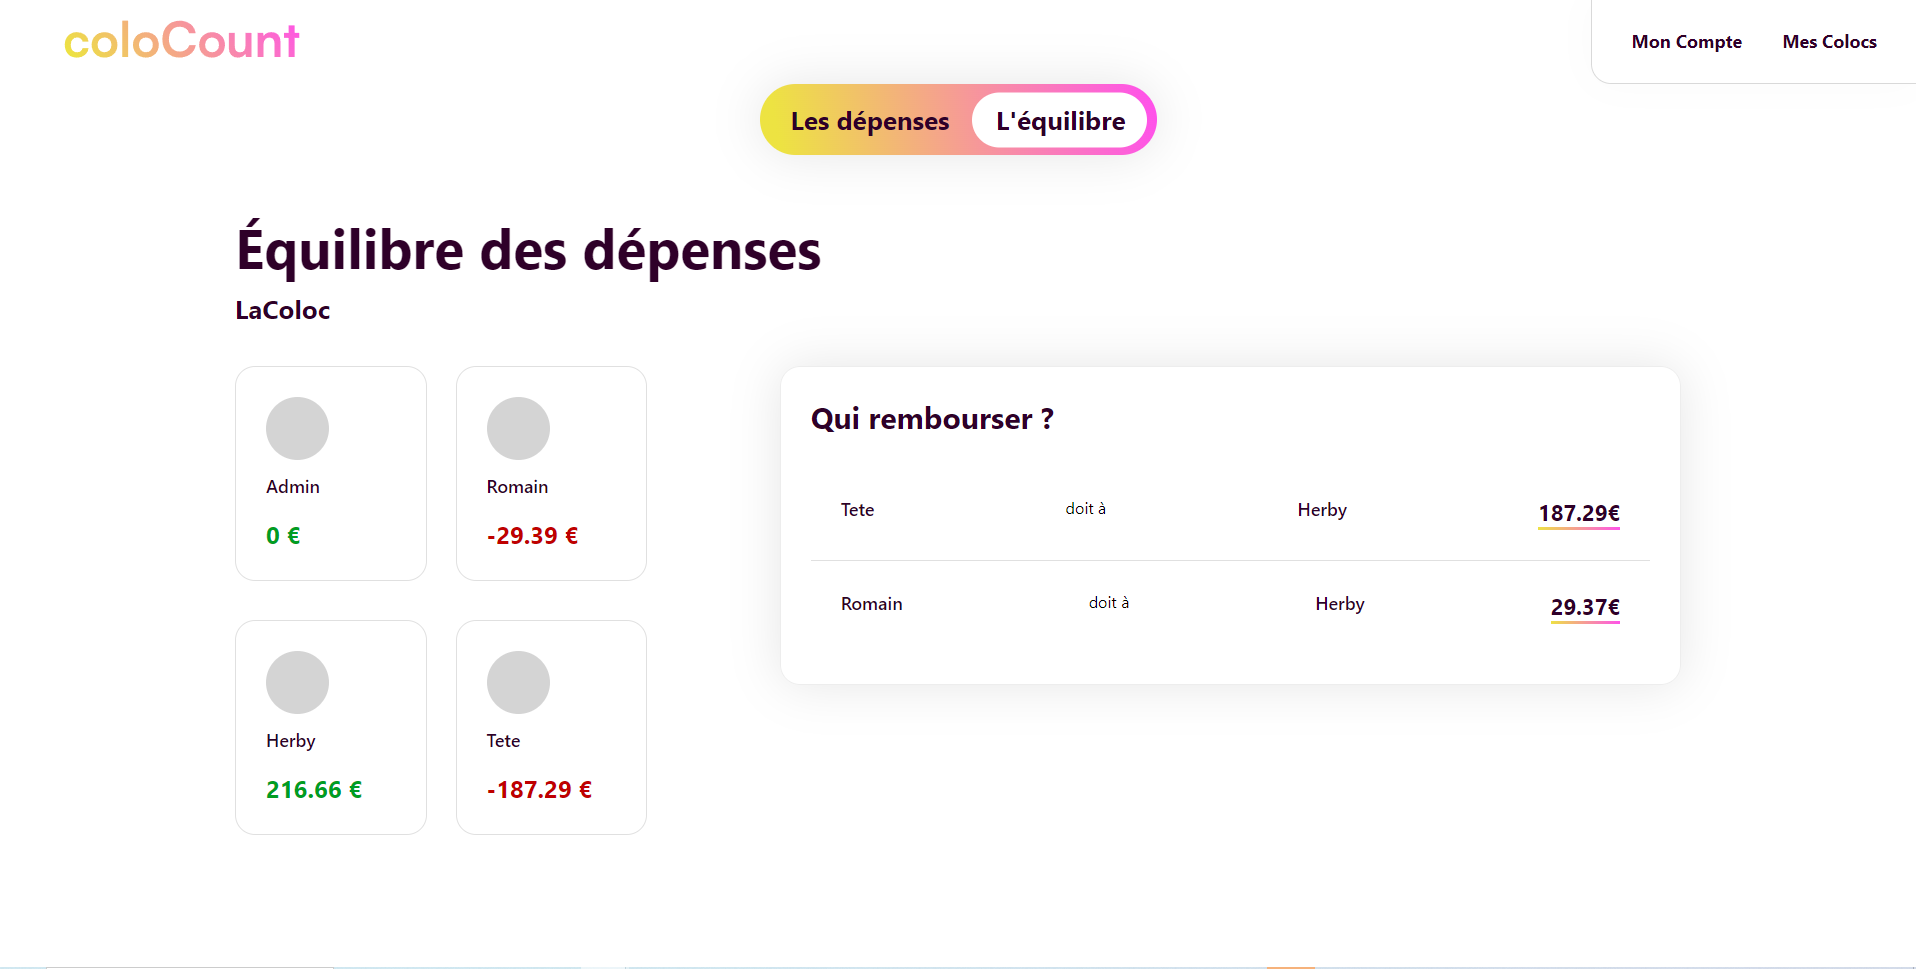 coloCount
Mon Compte
Mes Colocs
Les dépenses
L'équilibre
Équilibre des dépenses
LaColoc
Admin
0 €
Romain
-29.39 €
Herby
216.66 €
Tete
-187.29 €
Qui rembourser ?
Tete doit à Herby 187.29€
Romain doit à Herby 29.37€